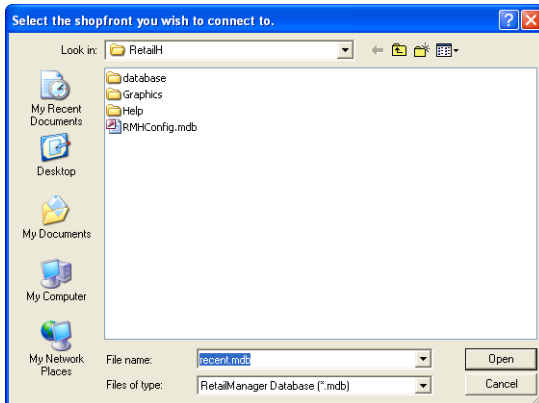 Select the shopfront you wish to connect to.
Look in:
RetailH
My Recent
Documents
Desktop
My Documents
My Computer
My Network
Places
database
Graphics
Help
RMHConfig.mdb
File name:
recent.mdb
Open
Files of type:
RetailManager Database (*.mdb)
Cancel